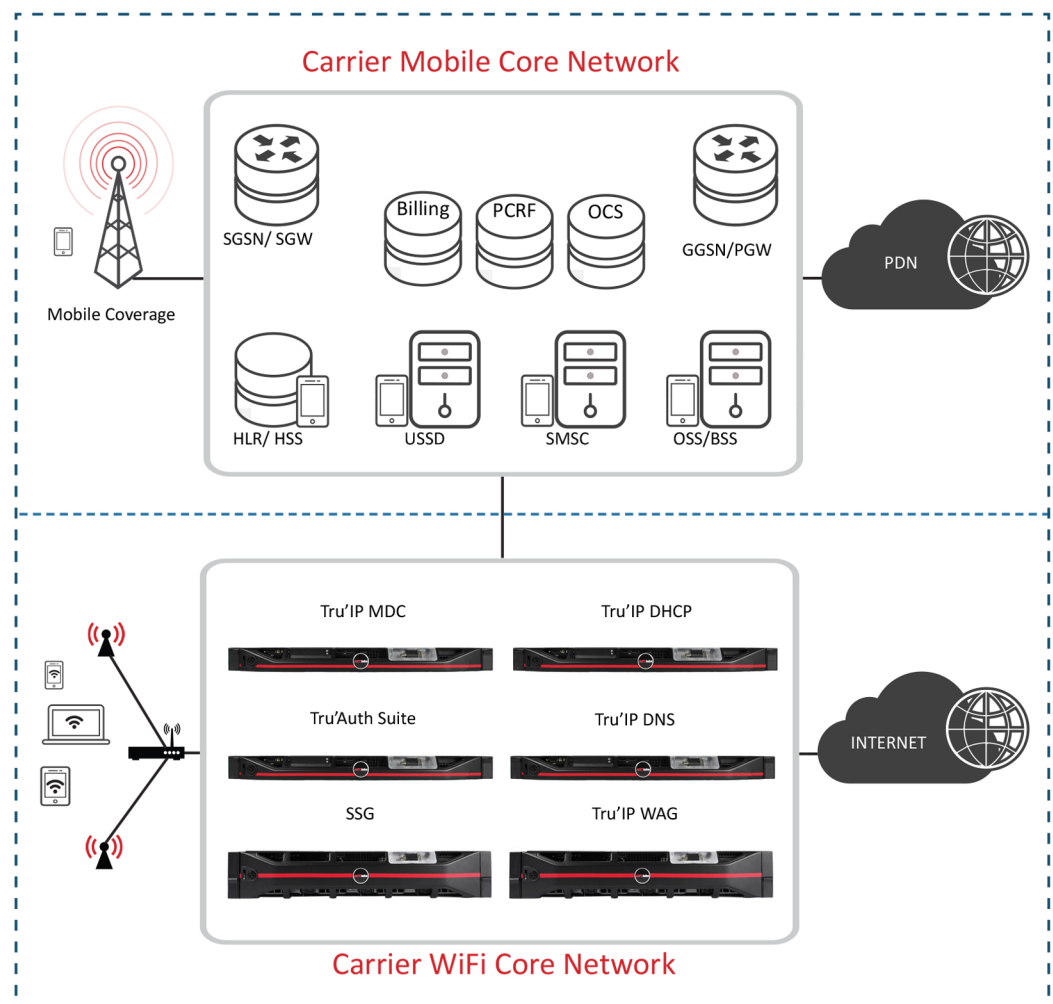 Carrier Mobile Core Network
SGSN/ SGW
Billing
PCRF
OCS
GGSN/PGW
PDN
Mobile Coverage
HLR/ HSS
USSD
SMSC
OSS/BSS
Tru'IP MDC
Tru'IP DHCP
Tru'Auth Suite
Tru'IP DNS
INTERNET
SSG
Tru'IP WAG
Carrier WiFi Core Network